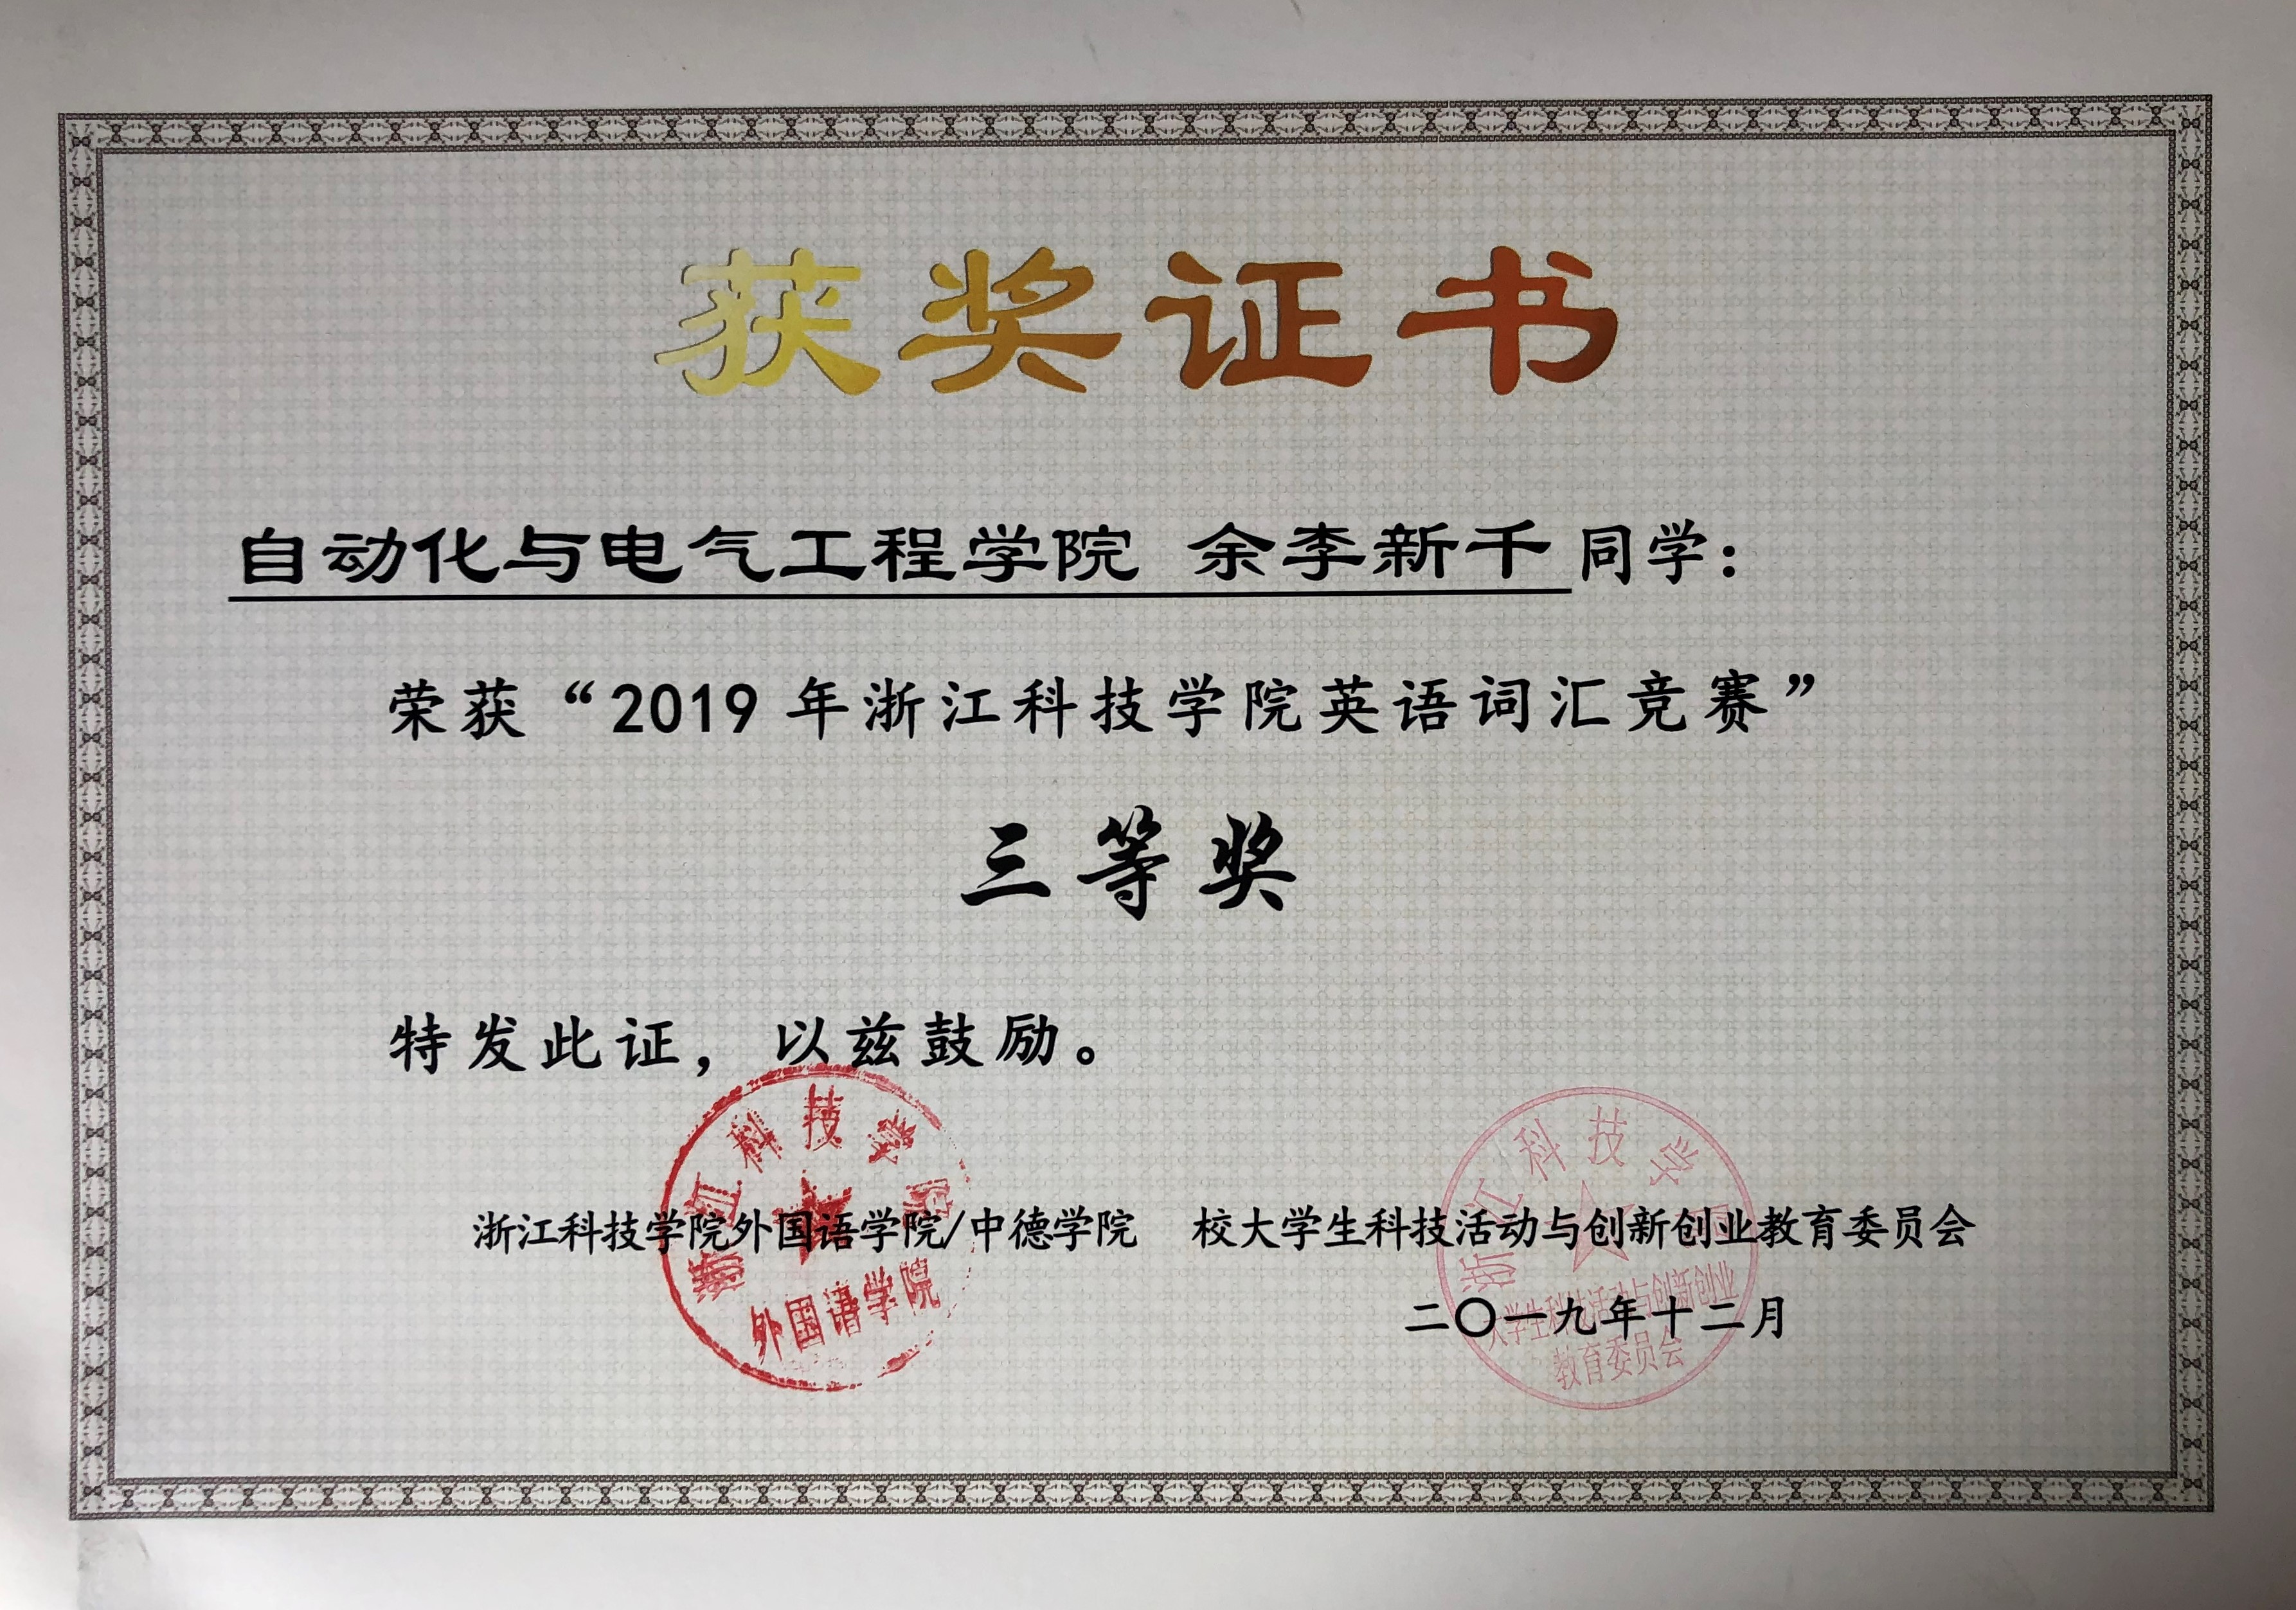 获奖证书
自动化与电气工程学院 余李新千同学：
荣获“2019年浙江科技学院英语词汇竞赛”
三等奖
特发此证，以兹鼓励。
浙江科技学院
浙江科技学院
浙江科技学院外国语学院/中德学院 校大学生科技活动与创新创业教育委员会
外国语学院
二〇一九年十二月
大学生科技活动与创新创业
教育委员会